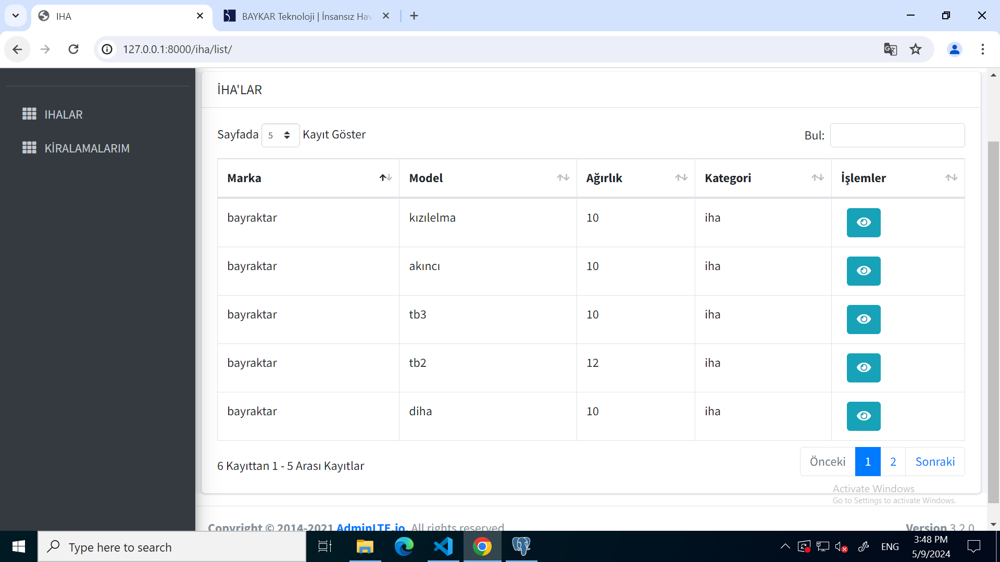 IHA
BAYKAR Teknoloji | İnsansız Hav
127.0.0.1:8000/iha/list/
IHALAR
KİRALAMALARIM
İHA'LAR
Sayfada 5 Kayıt Göster
Bul:
Marka Model Ağırlık Kategori İşlemler
bayraktar kızılelma 10 iha
bayraktar akıncı 10 iha
bayraktar tb3 10 iha
bayraktar tb2 12 iha
bayraktar diha 10 iha
6 Kayıttan 1 - 5 Arası Kayıtlar
Önceki 1 2 Sonraki
Activate Windows
Go to Settings to activate Windows.
Copyright © 2014-2021 AdminLTE.io. All rights reserved
Version 3.2.0
Type here to search
ENG
3:48 PM
5/9/2024